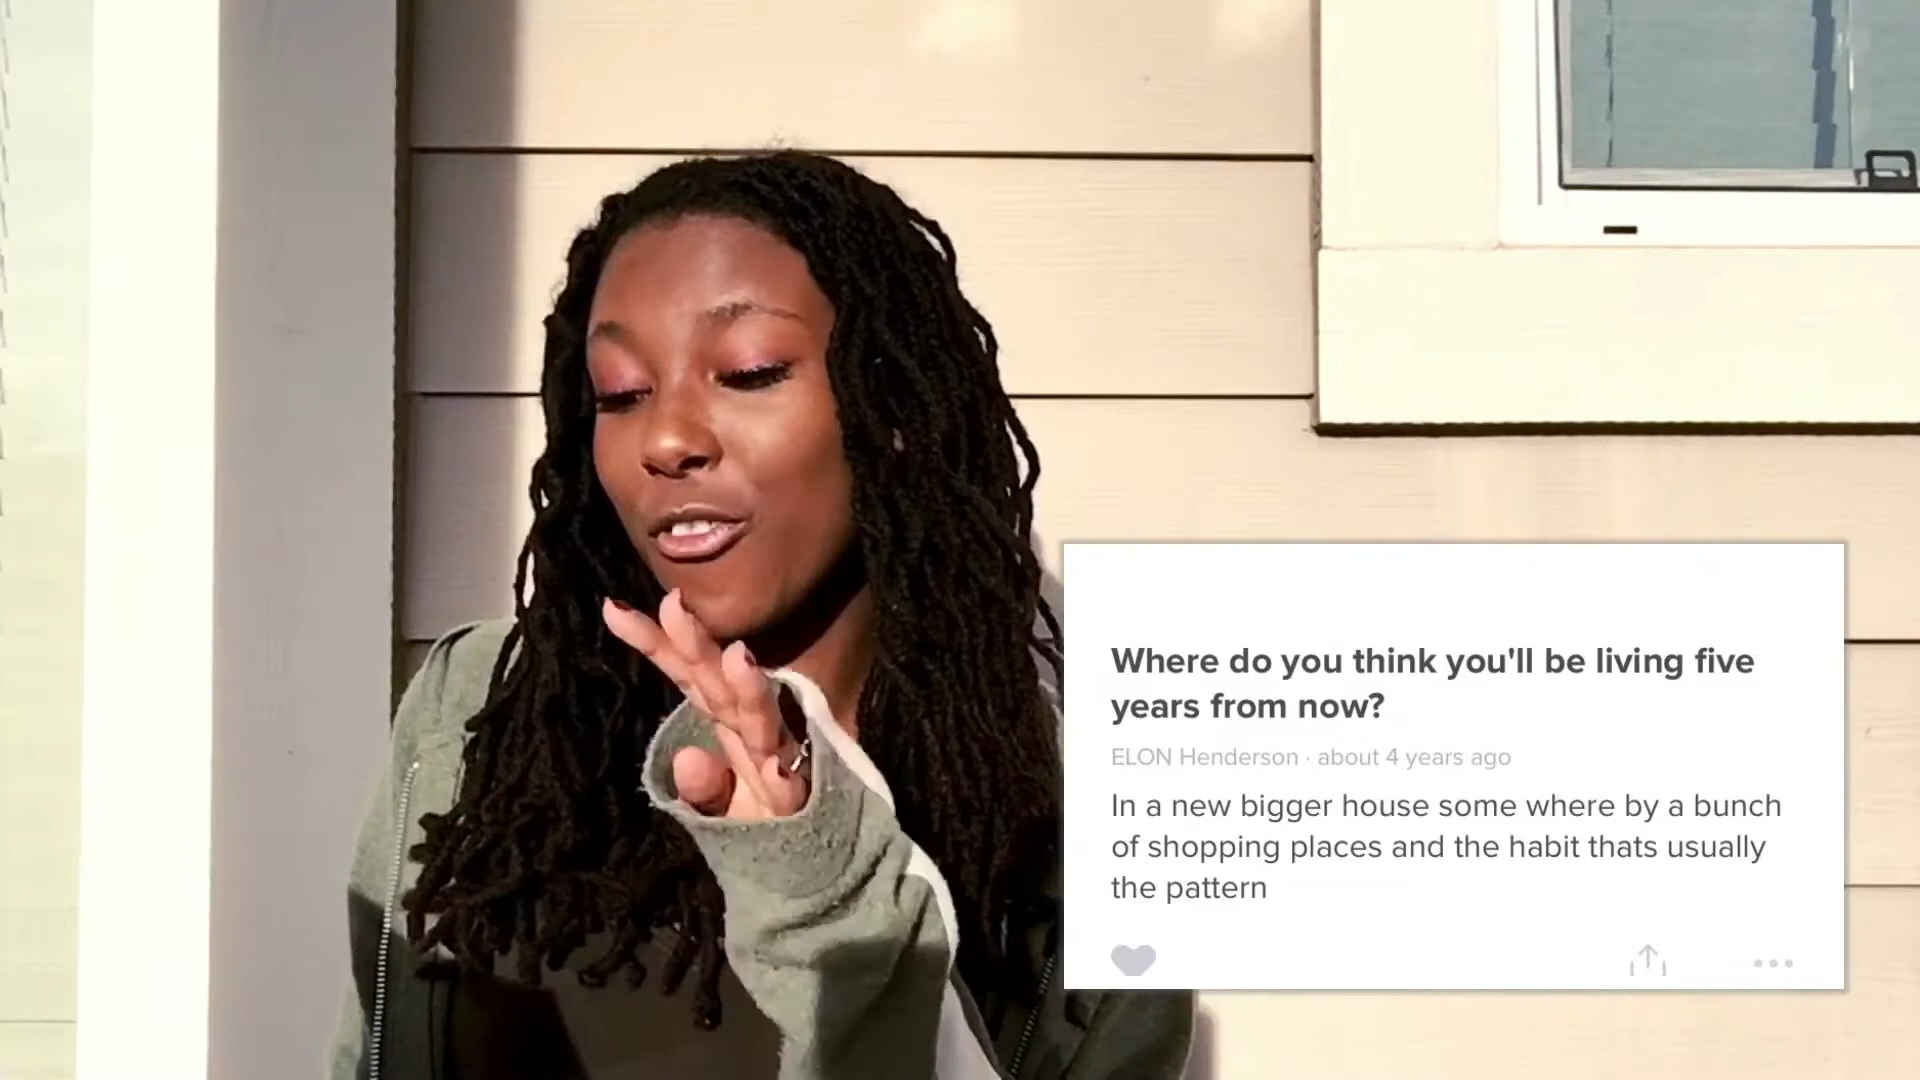 Where do you think you'll be living five
years from now?
ELON Henderson · about 4 years ago
In a new bigger house some where by a bunch
of shopping places and the habit thats usually
the pattern